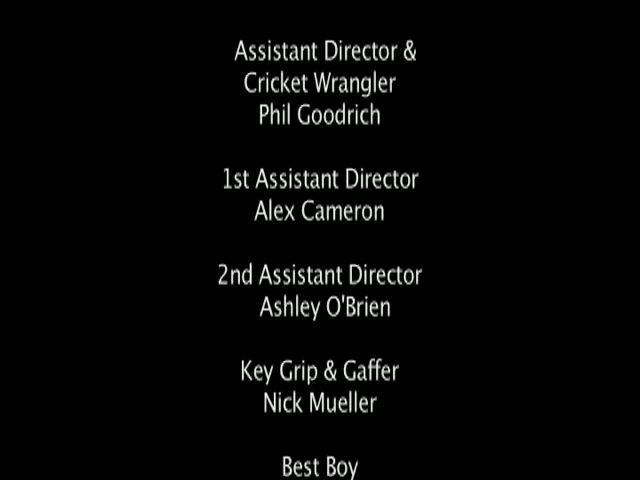 Assistant Director &
Cricket Wrangler
Phil Goodrich
1st Assistant Director
Alex Cameron
2nd Assistant Director
Ashley O'Brien
Key Grip & Gaffer
Nick Mueller
Best Boy